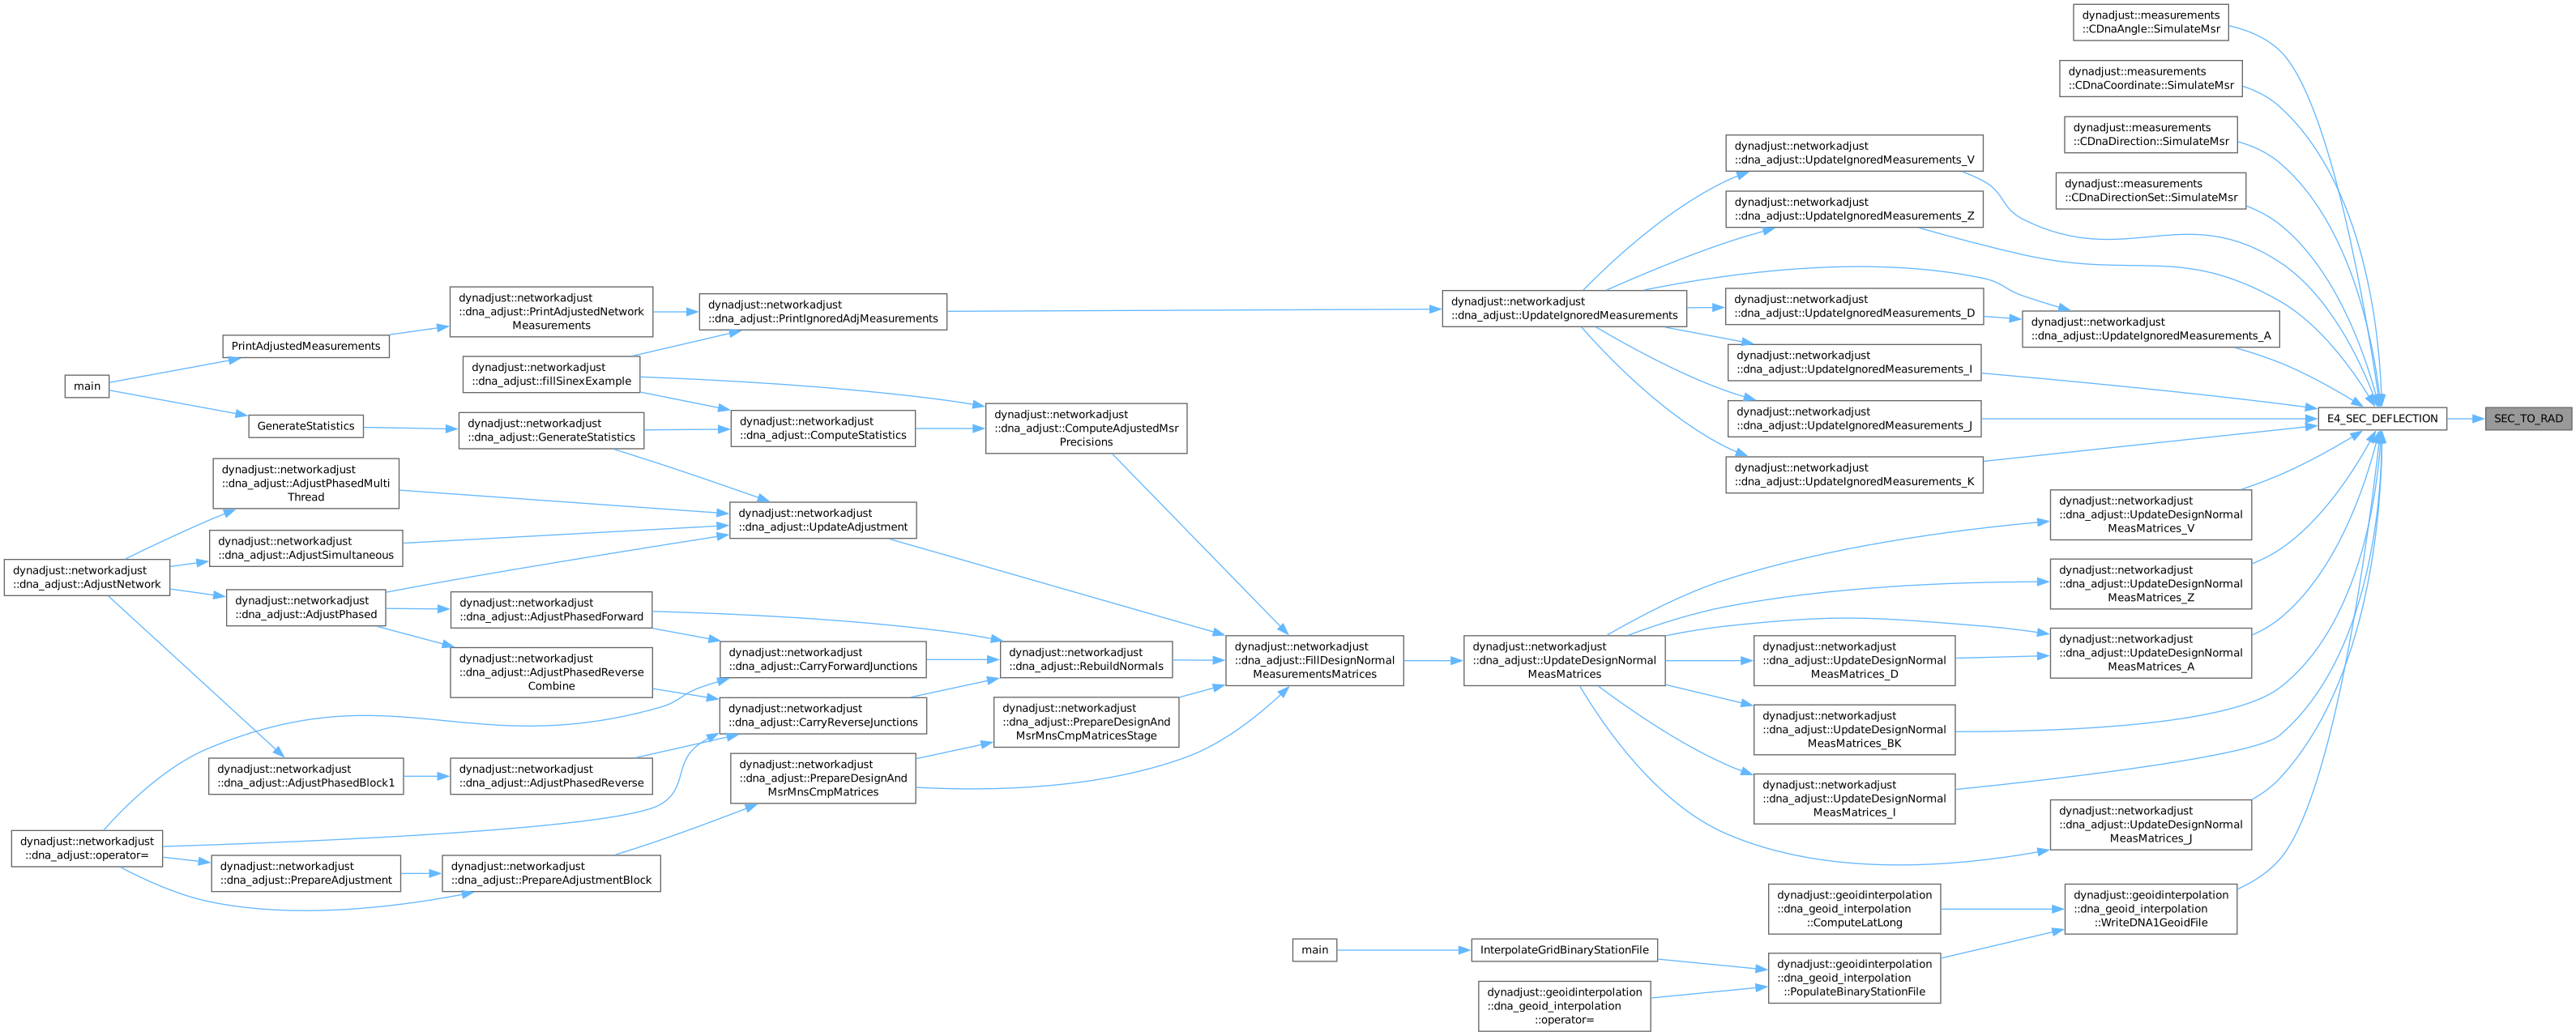 dynadjust::measurements
::CDnaAngle::SimulateMsr
dynadjust::measurements
::CDnaCoordinate::SimulateMsr
dynadjust::measurements
::CDnaDirection::SimulateMsr
dynadjust::measurements
::CDnaDirectionSet::SimulateMsr
dynadjust::networkadjust
::dna_adjust::UpdateIgnoredMeasurements_V
dynadjust::networkadjust
::dna_adjust::UpdateIgnoredMeasurements_Z
dynadjust::networkadjust
::dna_adjust::PrintAdjustedNetwork
Measurements
dynadjust::networkadjust
::dna_adjust::PrintIgnoredAdjMeasurements
dynadjust::networkadjust
::dna_adjust::UpdateIgnoredMeasurements
dynadjust::networkadjust
::dna_adjust::UpdateIgnoredMeasurements_D
dynadjust::networkadjust
::dna_adjust::UpdateIgnoredMeasurements_A
PrintAdjustedMeasurements
dynadjust::networkadjust
::dna_adjust::UpdateIgnoredMeasurements_I
main
dynadjust::networkadjust
::dna_adjust::fillSinexExample
dynadjust::networkadjust
::dna_adjust::UpdateIgnoredMeasurements_J
E4_SEC_DEFLECTION
SEC_TO_RAD
GenerateStatistics
dynadjust::networkadjust
::dna_adjust::GenerateStatistics
dynadjust::networkadjust
::dna_adjust::ComputeStatistics
dynadjust::networkadjust
::dna_adjust::ComputeAdjustedMsr
Precisions
dynadjust::networkadjust
::dna_adjust::UpdateIgnoredMeasurements_K
dynadjust::networkadjust
::dna_adjust::AdjustPhasedMulti
Thread
dynadjust::networkadjust
::dna_adjust::UpdateAdjustment
dynadjust::networkadjust
::dna_adjust::UpdateDesignNormal
MeasMatrices_V
dynadjust::networkadjust
::dna_adjust::AdjustSimultaneous
dynadjust::networkadjust
::dna_adjust::AdjustNetwork
dynadjust::networkadjust
::dna_adjust::UpdateDesignNormal
MeasMatrices_Z
dynadjust::networkadjust
::dna_adjust::AdjustPhased
dynadjust::networkadjust
::dna_adjust::AdjustPhasedForward
dynadjust::networkadjust
::dna_adjust::CarryForwardJunctions
dynadjust::networkadjust
::dna_adjust::RebuildNormals
dynadjust::networkadjust
::dna_adjust::FillDesignNormal
MeasurementsMatrices
dynadjust::networkadjust
::dna_adjust::UpdateDesignNormal
MeasMatrices
dynadjust::networkadjust
::dna_adjust::UpdateDesignNormal
MeasMatrices_D
dynadjust::networkadjust
::dna_adjust::UpdateDesignNormal
MeasMatrices_A
dynadjust::networkadjust
::dna_adjust::AdjustPhasedReverse
Combine
dynadjust::networkadjust
::dna_adjust::CarryReverseJunctions
dynadjust::networkadjust
::dna_adjust::PrepareDesignAnd
MsrMnsCmpMatricesStage
dynadjust::networkadjust
::dna_adjust::UpdateDesignNormal
MeasMatrices_BK
dynadjust::networkadjust
::dna_adjust::AdjustPhasedBlock1
dynadjust::networkadjust
::dna_adjust::AdjustPhasedReverse
dynadjust::networkadjust
::dna_adjust::PrepareDesignAnd
MsrMnsCmpMatrices
dynadjust::networkadjust
::dna_adjust::UpdateDesignNormal
MeasMatrices_I
dynadjust::networkadjust
::dna_adjust::UpdateDesignNormal
MeasMatrices_J
dynadjust::networkadjust
::dna_adjust::operator=
dynadjust::networkadjust
::dna_adjust::PrepareAdjustment
dynadjust::networkadjust
::dna_adjust::PrepareAdjustmentBlock
dynadjust::geoidinterpolation
::dna_geoid_interpolation
::ComputeLatLong
dynadjust::geoidinterpolation
::dna_geoid_interpolation
::WriteDNA1GeoidFile
main
InterpolateGridBinaryStationFile
dynadjust::geoidinterpolation
::dna_geoid_interpolation
::PopulateBinaryStationFile
dynadjust::geoidinterpolation
::dna_geoid_interpolation
::operator=